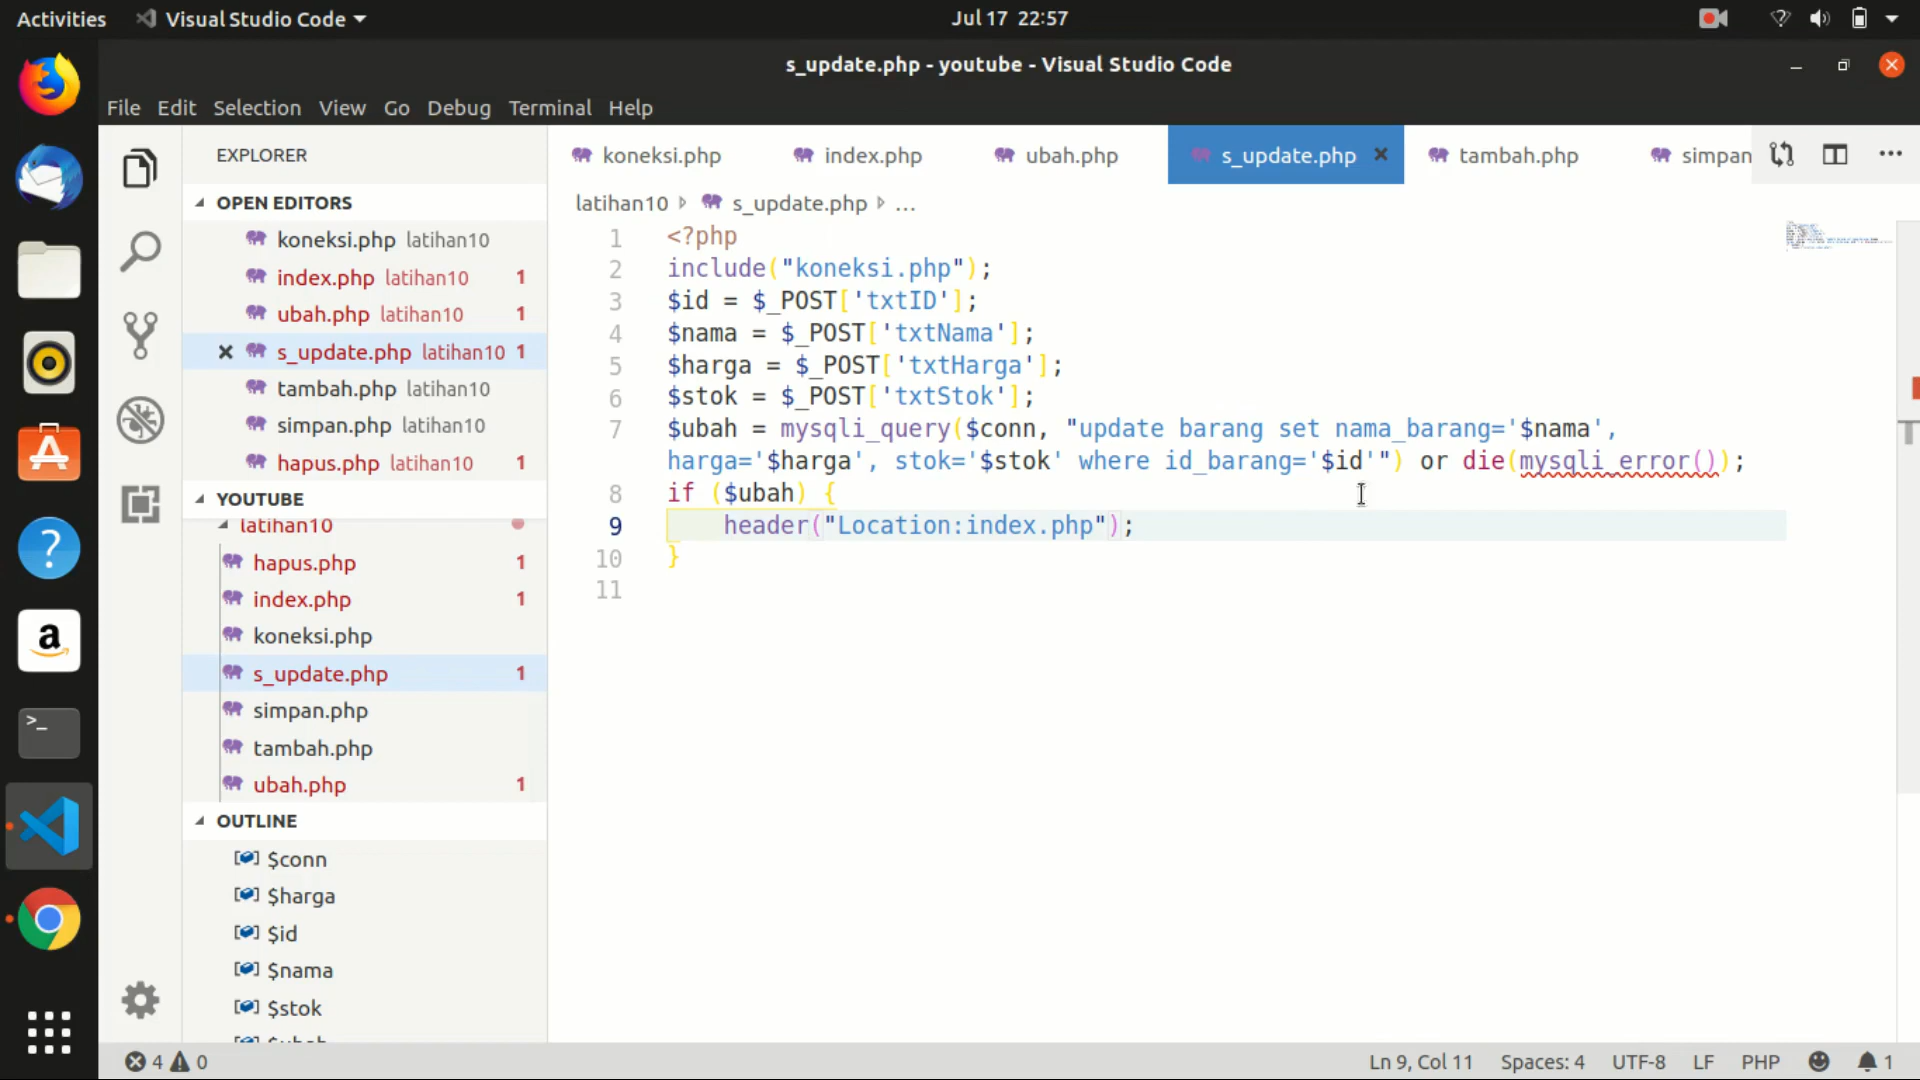 Activities
Visual Studio Code
Jul 17 22:57
s_update.php - youtube - Visual Studio Code
File Edit Selection View Go Debug Terminal Help
EXPLORER
OPEN EDITORS
koneksi.php latihan10
index.php latihan10 1
ubah.php latihan10 1
s_update.php latihan10 1
tambah.php latihan10
simpan.php latihan10
hapus.php latihan10 1
YOUTUBE
latihan10
hapus.php 1
index.php 1
koneksi.php
s_update.php 1
simpan.php
tambah.php
ubah.php 1
OUTLINE
$conn
$harga
$id
$nama
$stok
$ubah
koneksi.php index.php ubah.php s_update.php tambah.php simpan
latihan10 s_update.php ...
1 <?php
2 include("koneksi.php");
3 $id = $_POST['txtID'];
4 $nama = $_POST['txtNama'];
5 $harga = $_POST['txtHarga'];
6 $stok = $_POST['txtStok'];
7 $ubah = mysqli_query($conn, "update barang set nama_barang='$nama',
harga='$harga', stok='$stok' where id_barang='$id'") or die(mysqli_error());
8 if ($ubah) {
9 header("Location:index.php");
10 }
11
4 0
Ln 9, Col 11 Spaces: 4 UTF-8 LF PHP 1